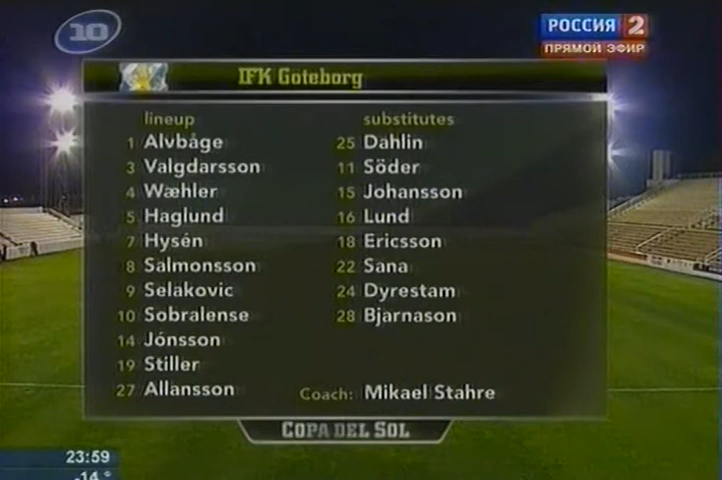 10
РОССИЯ 2
ПРЯМОЙ ЭФИР
IFK Göteborg
lineup
1 Alvbåge
3 Valgdarsson
4 Wæhler
5 Haglund
7 Hysén
8 Salmonsson
9 Selakovic
10 Sobralense
14 Jónsson
19 Stiller
27 Allansson
substitutes
25 Dahlin
11 Söder
15 Johansson
16 Lund
18 Ericsson
22 Sana
24 Dyrestam
28 Bjarnason
Coach: Mikael Stahre
COPA DEL SOL
23:59
-14°